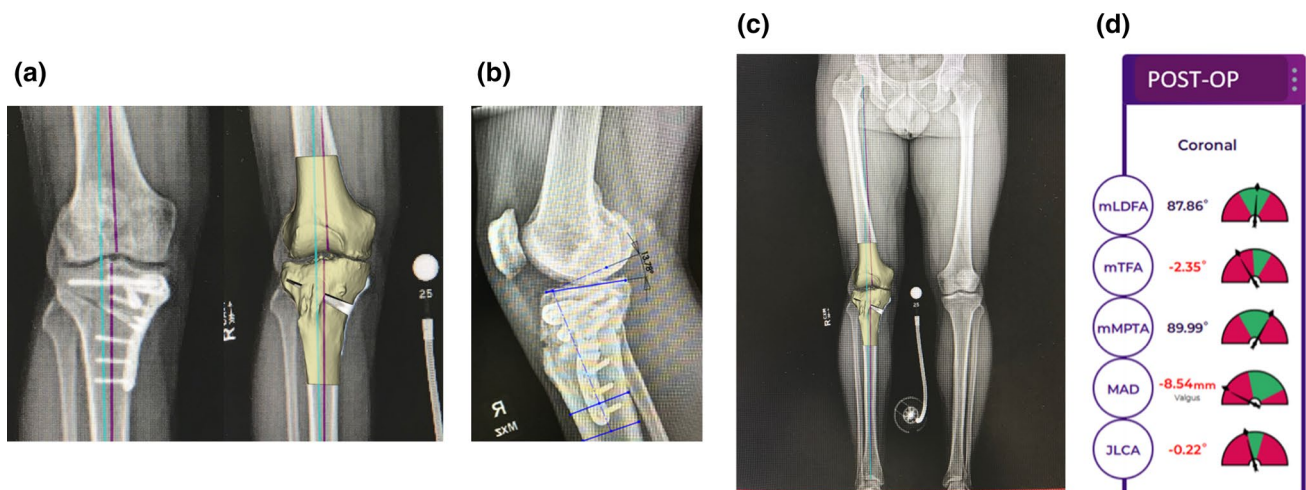 (a)
(b)
(c)
(d)
R
25
13.78°
R
MXZ
R
25
POST-OP
Coronal
mLDFA 87.86°
mTFA -2.35°
mMPTA 89.99°
MAD -8.54mm
Valgus
JLCA -0.22°